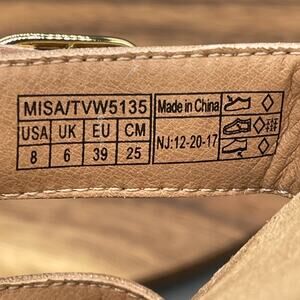 MISA/TVW5135
USA UK EU CM
8 6 39 25
Made in China
NJ:12-20-17